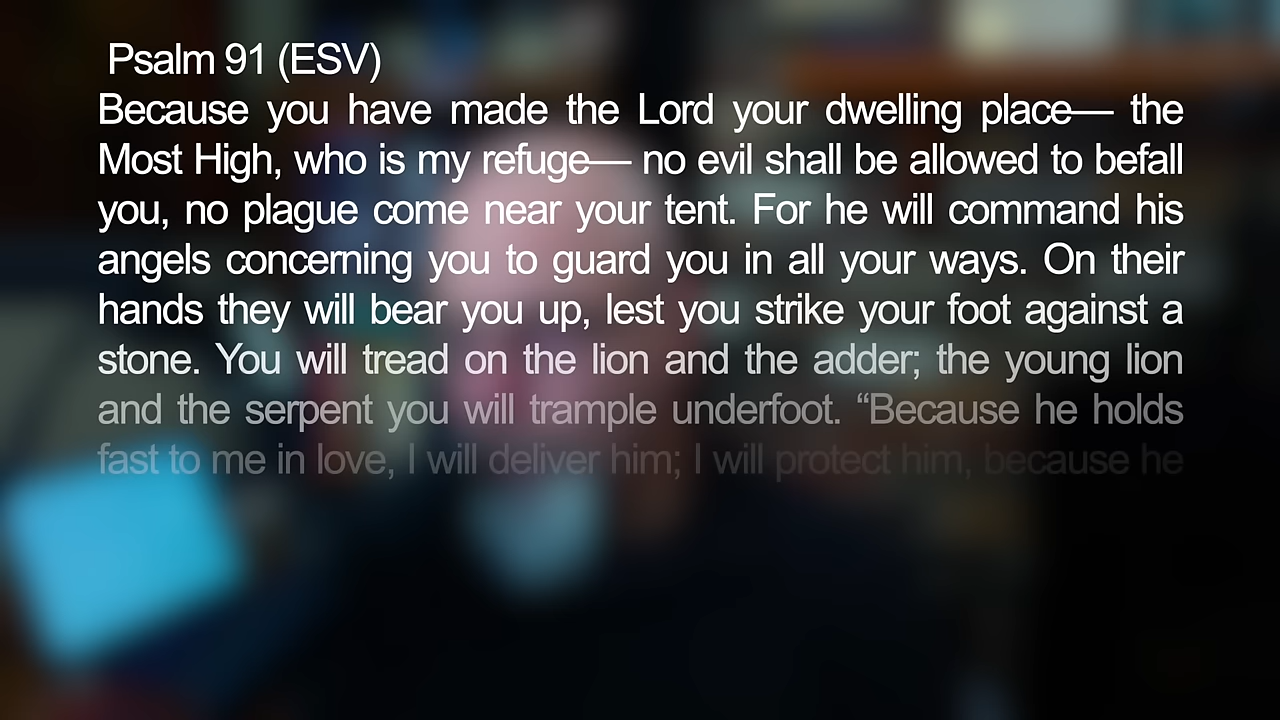 Psalm 91 (ESV)
Because you have made the Lord your dwelling place— the
Most High, who is my refuge— no evil shall be allowed to befall
you, no plague come near your tent. For he will command his
angels concerning you to guard you in all your ways. On their
hands they will bear you up, lest you strike your foot against a
stone. You will tread on the lion and the adder; the young lion
and the serpent you will trample underfoot. “Because he holds
fast to me in love, I will deliver him; I will protect him, because he